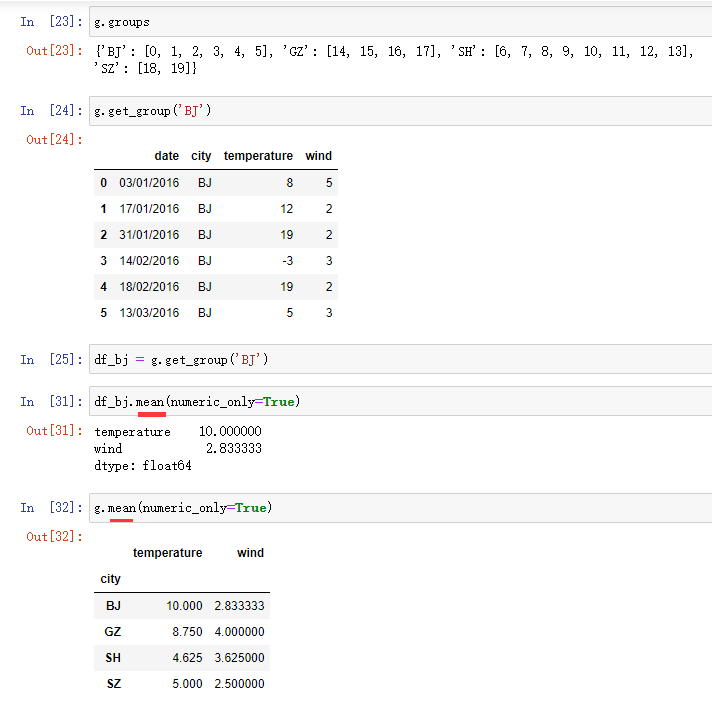 In [23]: g.groups
Out[23]: {'BJ': [0, 1, 2, 3, 4, 5], 'GZ': [14, 15, 16, 17], 'SH': [6, 7, 8, 9, 10, 11, 12, 13],
'SZ': [18, 19]}
In [24]: g.get_group('BJ')
Out[24]:
date city temperature wind
0 03/01/2016 BJ 8 5
1 17/01/2016 BJ 12 2
2 31/01/2016 BJ 19 2
3 14/02/2016 BJ -3 3
4 18/02/2016 BJ 19 2
5 13/03/2016 BJ 5 3
In [25]: df_bj = g.get_group('BJ')
In [31]: df_bj.mean(numeric_only=True)
Out[31]: temperature 10.000000
wind 2.833333
dtype: float64
In [32]: g.mean(numeric_only=True)
Out[32]:
temperature wind
city
BJ 10.000 2.833333
GZ 8.750 4.000000
SH 4.625 3.625000
SZ 5.000 2.500000